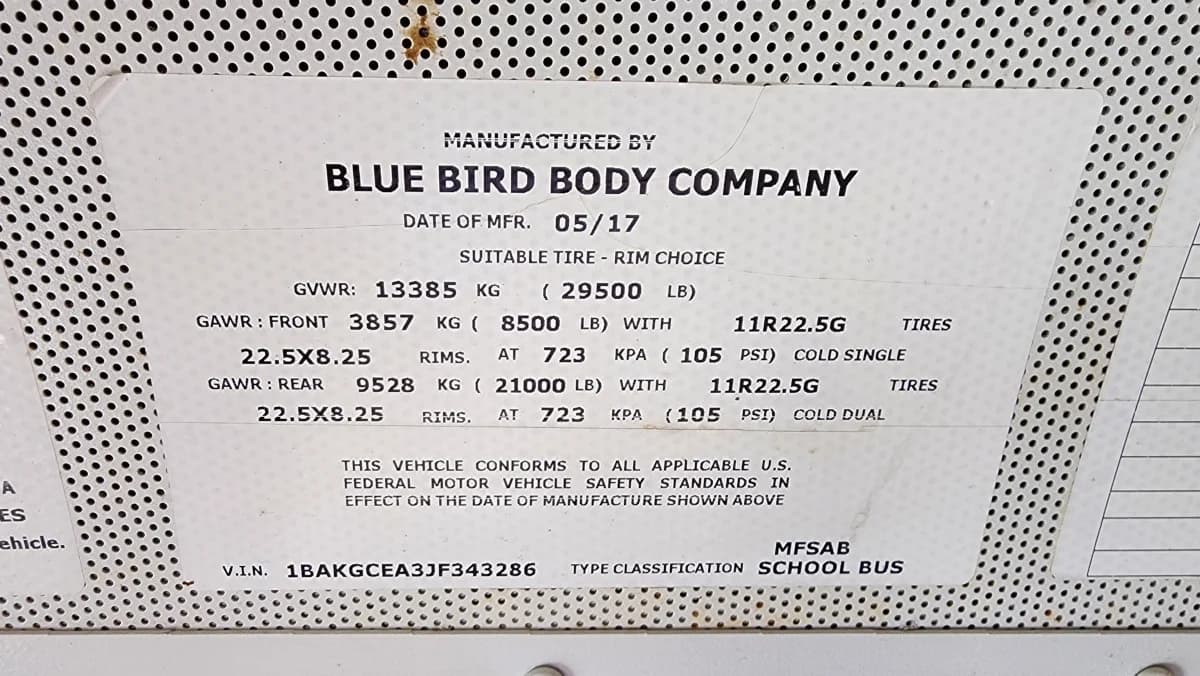 MANUFACTURED BY
BLUE BIRD BODY COMPANY
DATE OF MFR. 05/17
SUITABLE TIRE - RIM CHOICE
GVWR: 13385 KG ( 29500 LB)
GAWR : FRONT 3857 KG ( 8500 LB) WITH 11R22.5G TIRES
22.5X8.25 RIMS. AT 723 KPA ( 105 PSI) COLD SINGLE
GAWR : REAR 9528 KG ( 21000 LB) WITH 11R22.5G TIRES
22.5X8.25 RIMS. AT 723 KPA (105 PSI) COLD DUAL
THIS VEHICLE CONFORMS TO ALL APPLICABLE U.S.
FEDERAL MOTOR VEHICLE SAFETY STANDARDS IN
EFFECT ON THE DATE OF MANUFACTURE SHOWN ABOVE
MFSAB
V.I.N. 1BAKGCEA3JF343286 TYPE CLASSIFICATION SCHOOL BUS
A
ES
ehicle.